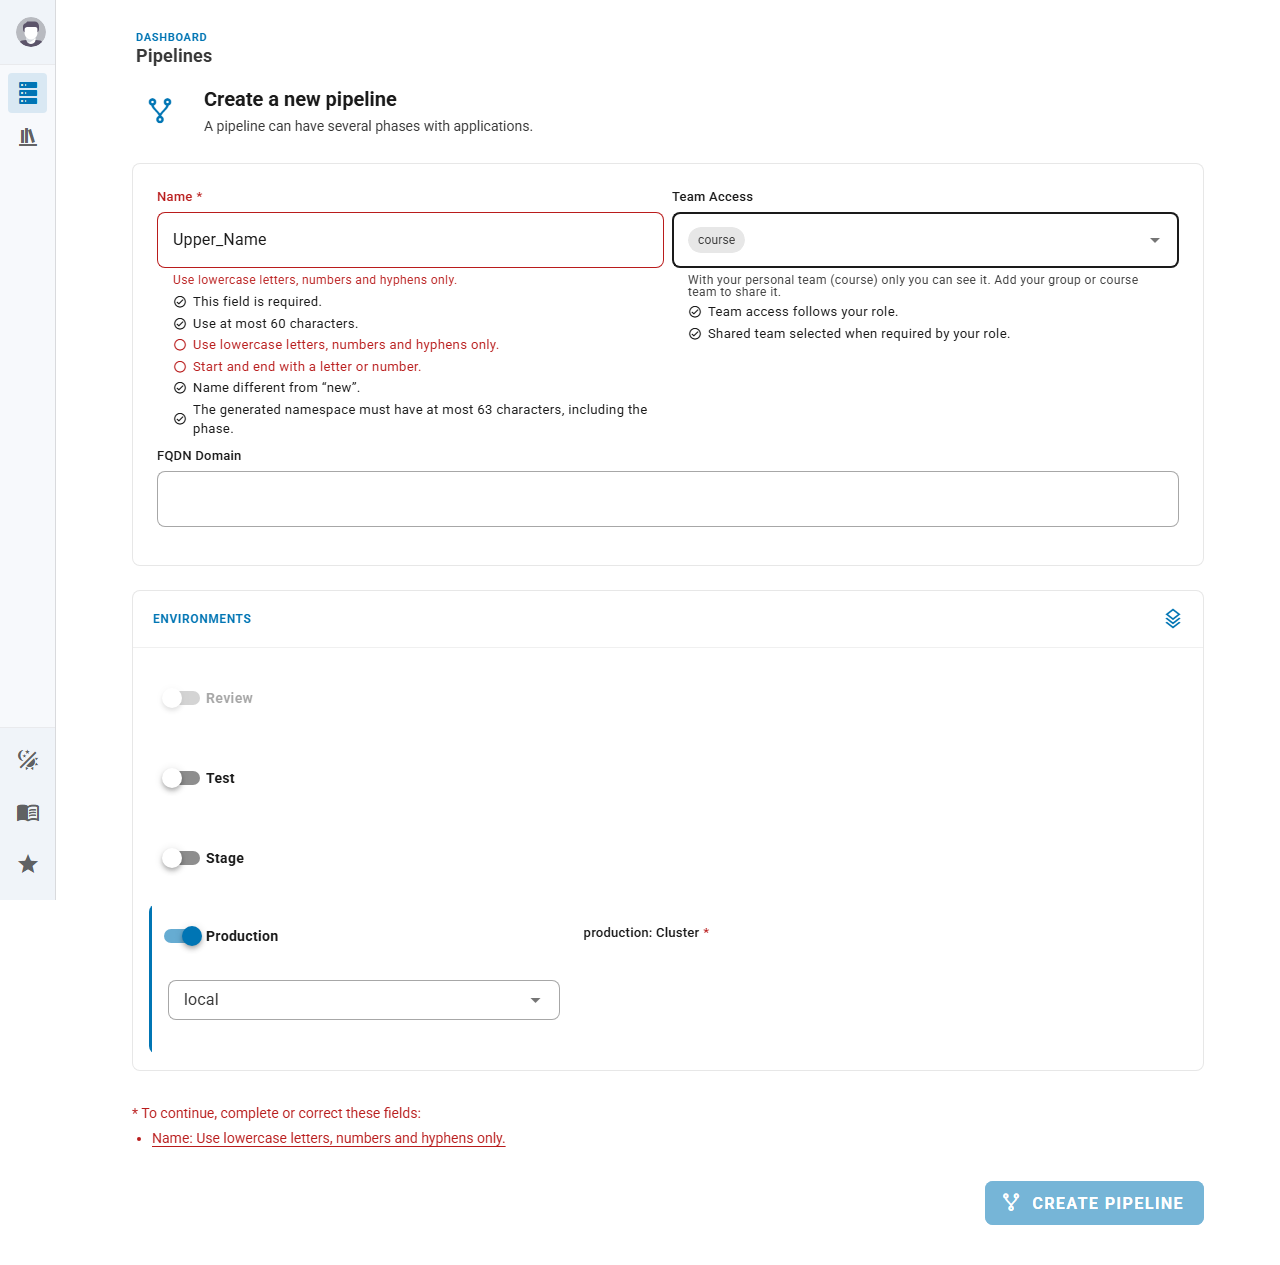 DASHBOARD
Pipelines
Create a new pipeline
A pipeline can have several phases with applications.
Name *
Upper_Name
Use lowercase letters, numbers and hyphens only.
This field is required.
Use at most 60 characters.
Use lowercase letters, numbers and hyphens only.
Start and end with a letter or number.
Name different from “new”.
The generated namespace must have at most 63 characters, including the
phase.
Team Access
course
With your personal team (course) only you can see it. Add your group or course
team to share it.
Team access follows your role.
Shared team selected when required by your role.
FQDN Domain
ENVIRONMENTS
Review
Test
Stage
Production
production: Cluster *
local
* To continue, complete or correct these fields:
Name: Use lowercase letters, numbers and hyphens only.
CREATE PIPELINE